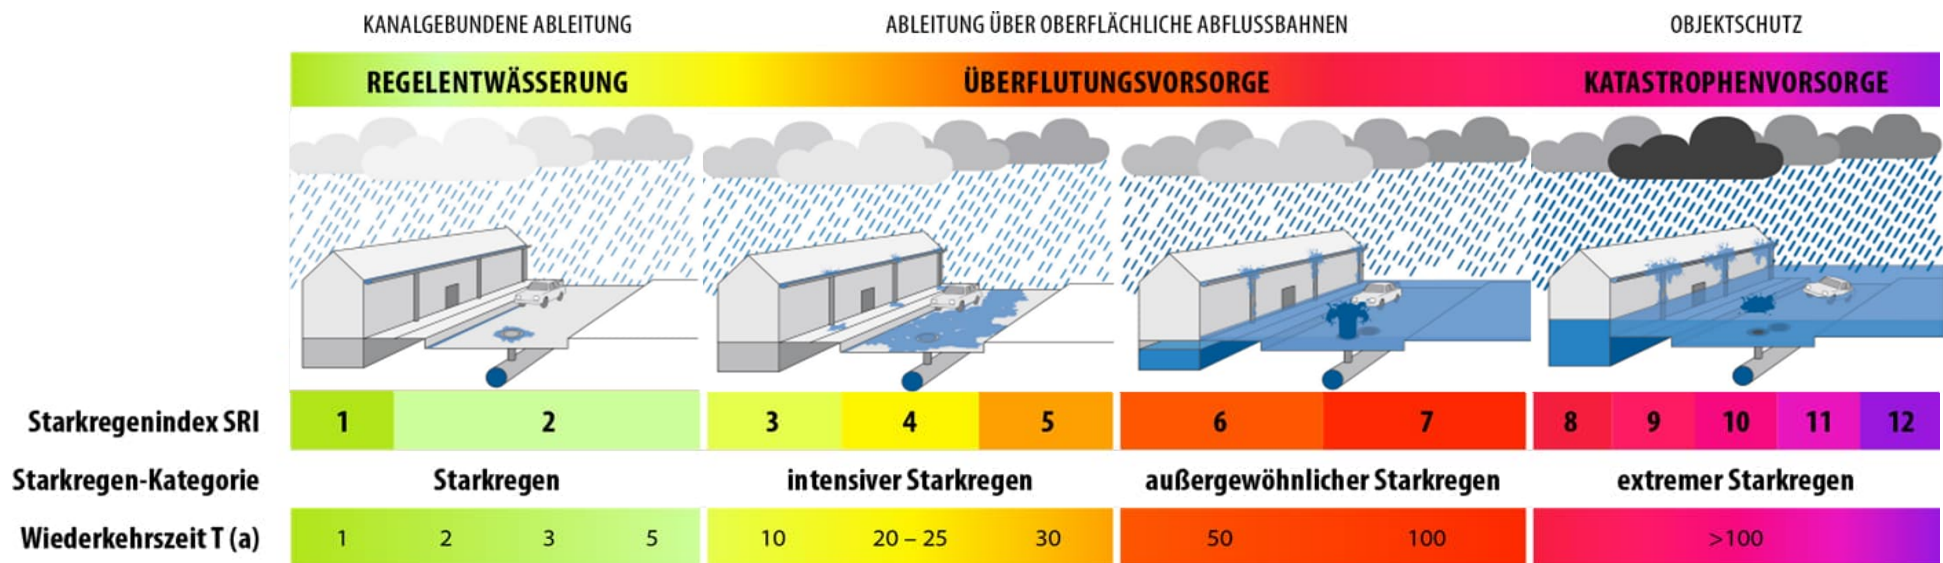 KANALGEBUNDENE ABLEITUNG ABLEITUNG ÜBER OBERFLÄCHLICHE ABFLUSSBAHNEN OBJEKTSCHUTZ
REGELENTWÄSSERUNG ÜBERFLUTUNGSVORSORGE KATASTROPHENVORSORGE
Starkregenindex SRI 1 2 3 4 5 6 7 8 9 10 11 12
Starkregen-Kategorie Starkregen intensiver Starkregen außergewöhnlicher Starkregen extremer Starkregen
Wiederkehrszeit T (a) 1 2 3 5 10 20 – 25 30 50 100 >100